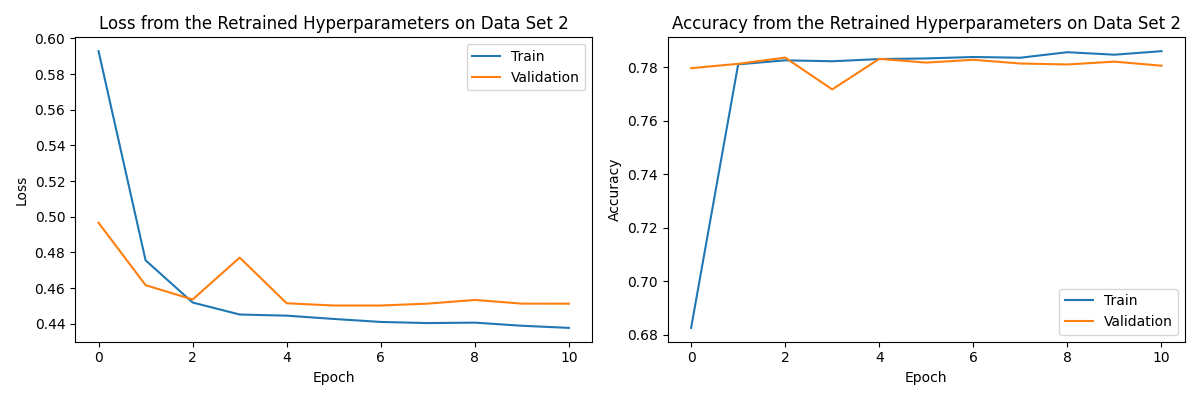 Loss from the Retrained Hyperparameters on Data Set 2
0.60
0.58
0.56
0.54
0.52
0.50
0.48
0.46
0.44
Loss
0 2 4 6 8 10
Epoch
Train
Validation
Accuracy from the Retrained Hyperparameters on Data Set 2
0.78
0.76
0.74
0.72
0.70
0.68
Accuracy
0 2 4 6 8 10
Epoch
Train
Validation